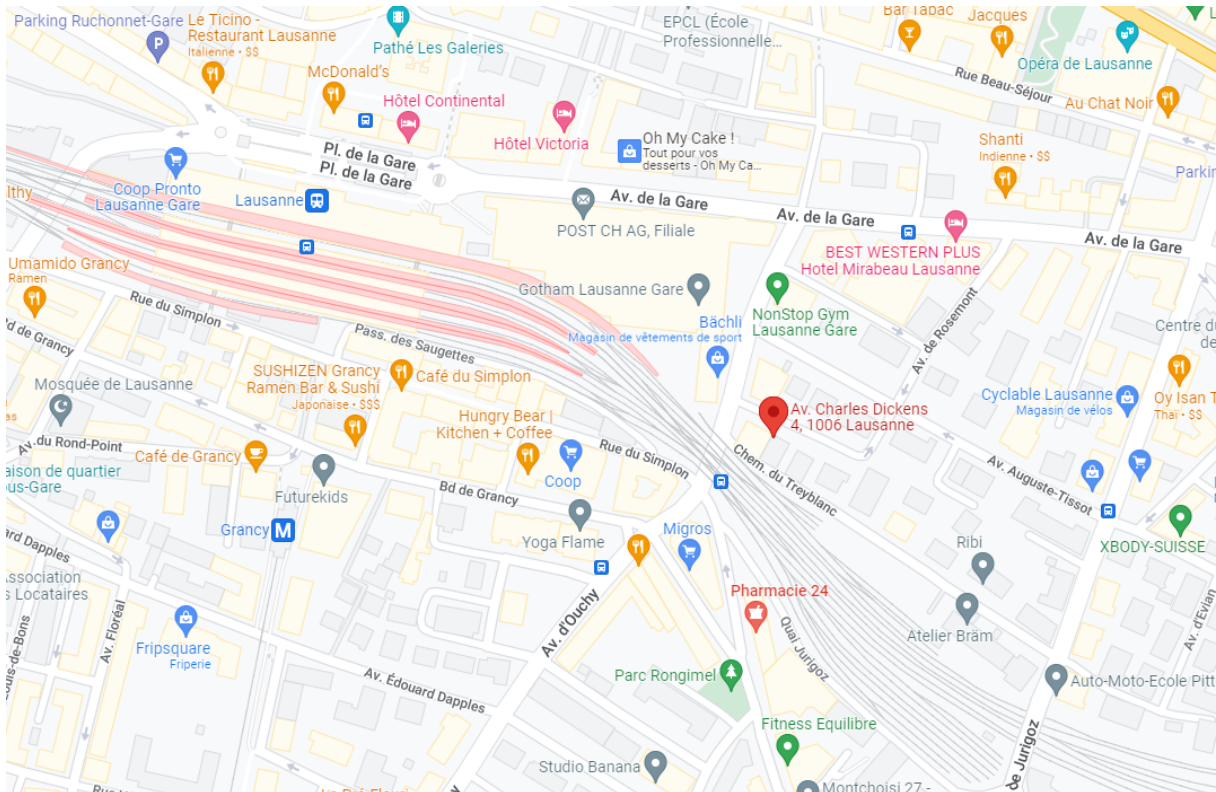 Parking Ruchonnet-Gare
Le Ticino -
Restaurant Lausanne
Italienne • $$
Pathé Les Galeries
EPCL (École
Professionnelle...
Bar Tabac
Jacques
Opéra de Lausanne
McDonald's
Hôtel Continental
Hôtel Victoria
Rue Beau-Séjour
Au Chat Noir
Oh My Cake !
Tout pour vos
desserts - Oh My Ca...
Shanti
Indienne • $$
Pl. de la Gare
Pl. de la Gare
Coop Pronto
Lausanne Gare
Lausanne
Av. de la Gare
Av. de la Gare
Av. de la Gare
POST CH AG, Filiale
BEST WESTERN PLUS
Hotel Mirabeau Lausanne
Umamido Grancy
Ramen
Gotham Lausanne Gare
NonStop Gym
Lausanne Gare
Rue du Simplon
Pass. des Saugettes
Bächli
Magasin de vêtements de sport
Av. de Rosemont
Mosquée de Lausanne
SUSHIZEN Grancy
Ramen Bar & Sushi
Japonaise • $$$
Café du Simplon
Hungry Bear |
Kitchen + Coffee
Av. Charles Dickens
4, 1006 Lausanne
Cyclable Lausanne
Magasin de vélos
Thaï • $$
Av. du Rond-Point
Café de Grancy
Futurekids
Coop
Rue du Simplon
Chem. du Treyblanc
Av. Auguste-Tissot
Bd de Grancy
Grancy
M
Yoga Flame
Migros
Ribi
XBODY-SUISSE
Pharmacie 24
Atelier Bräm
Av. Floréal
Fripsquare
Friperie
Av. d'Ouchy
Quai Jurigoz
Av. d'Évian
Av. Édouard Dapples
Parc Rongimel
Auto-Moto-Ecole Pitt
Fitness Equilibre
Studio Banana
Montchoisi 27 -